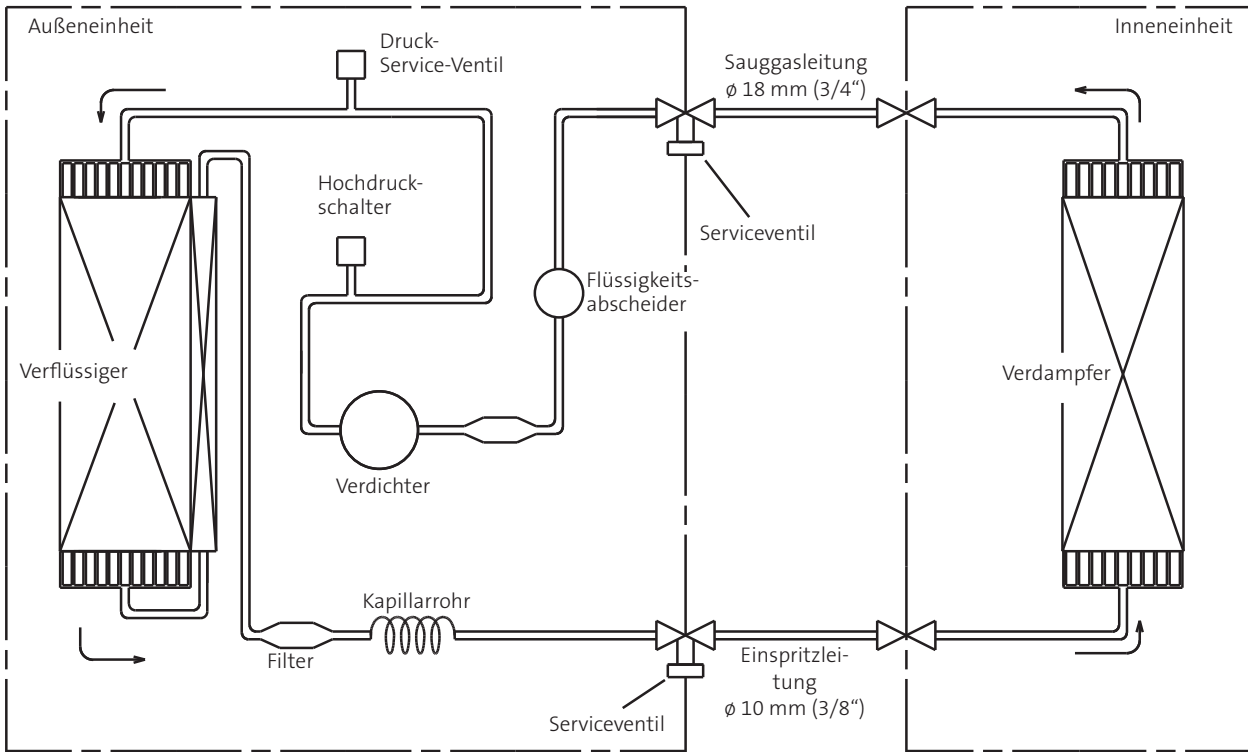 Außeneinheit
Inneneinheit
Druck-
Service-Ventil
Sauggasleitung
ø 18 mm (3/4“)
Hochdruck-
schalter
Serviceventil
Flüssigkeits-
abscheider
Verflüssiger
Verdampfer
Verdichter
Kapillarrohr
Filter
Einspritzlei-
tung
ø 10 mm (3/8“)
Serviceventil